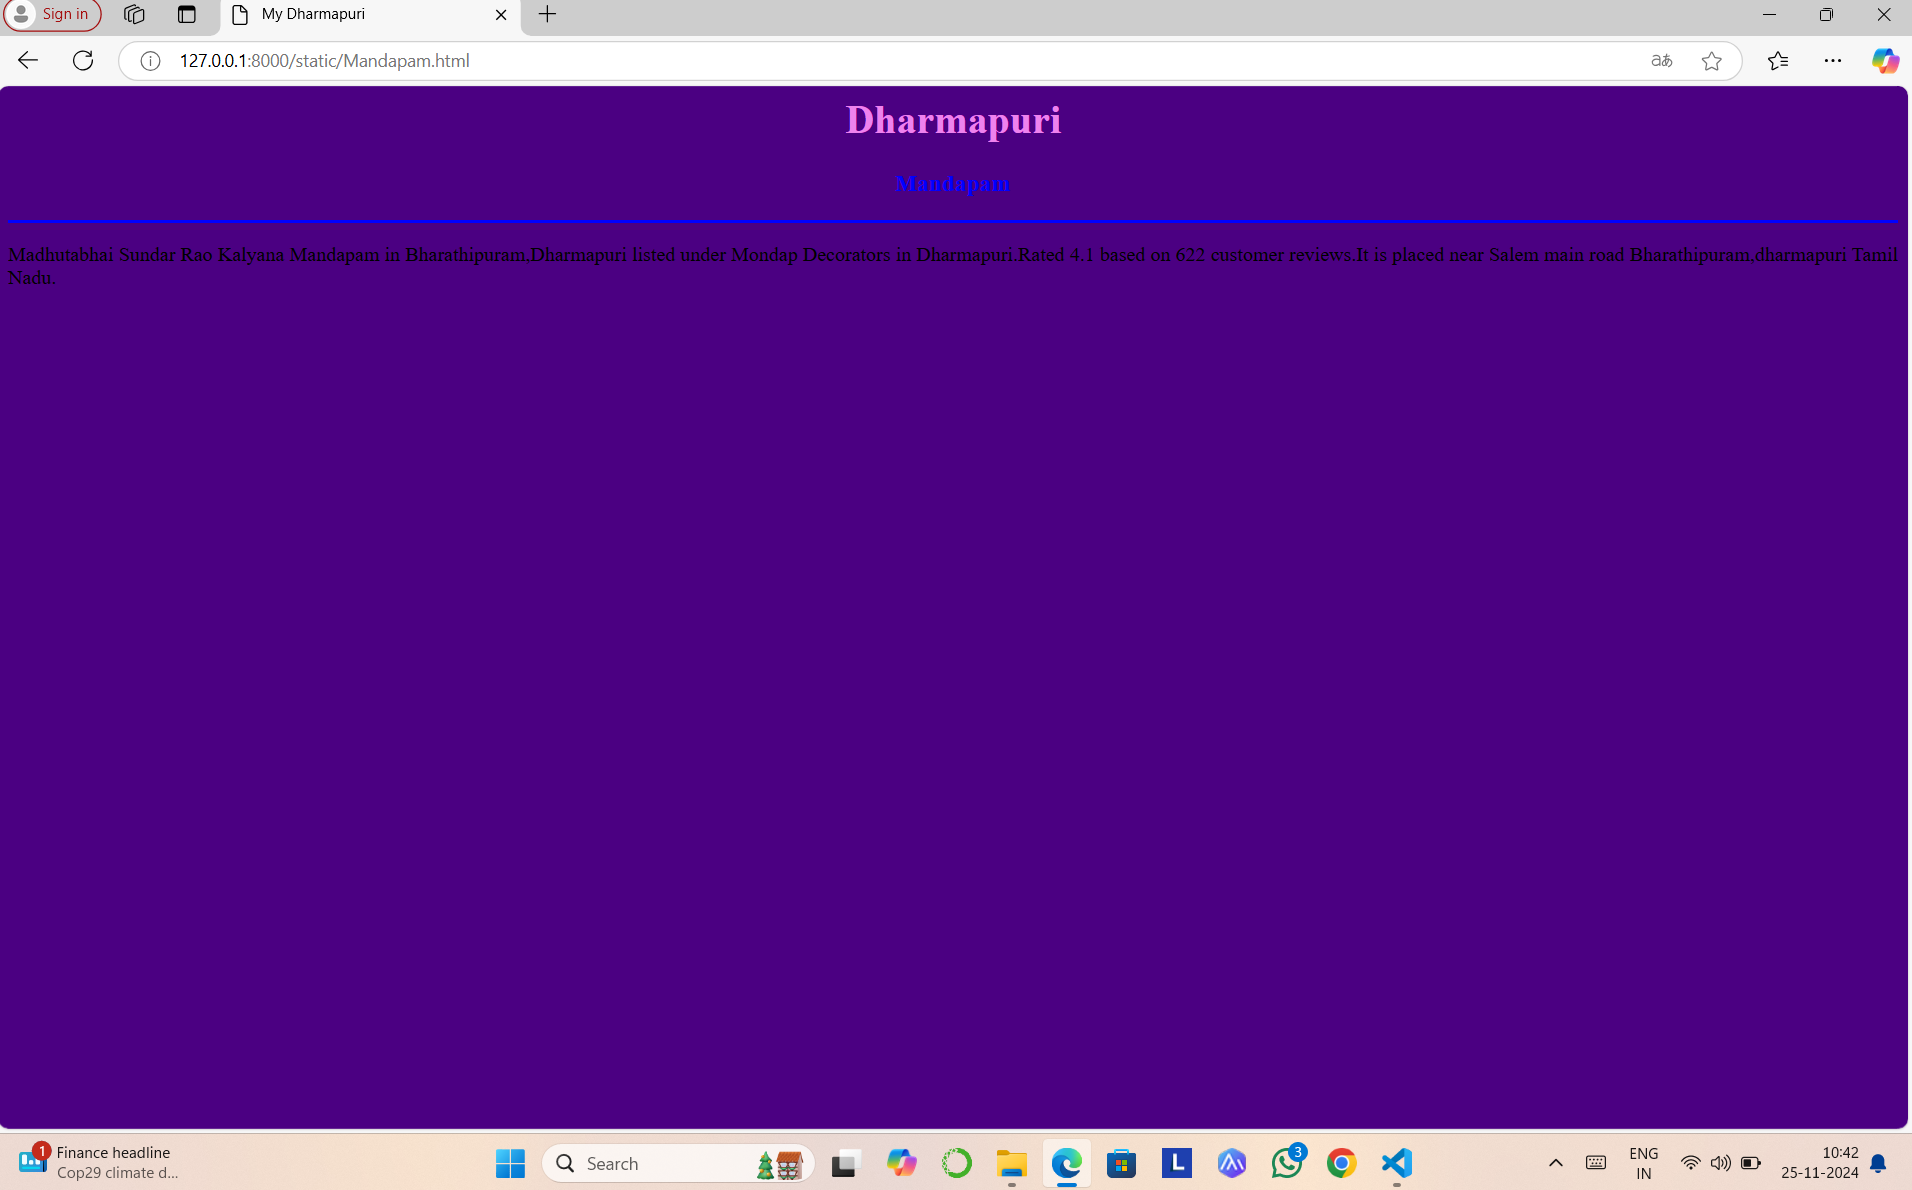 Sign in
My Dharmapuri
127.0.0.1:8000/static/Mandapam.html
aあ
Dharmapuri
Mandapam
Madhutabhai Sundar Rao Kalyana Mandapam in Bharathipuram,Dharmapuri listed under Mondap Decorators in Dharmapuri.Rated 4.1 based on 622 customer reviews.It is placed near Salem main road Bharathipuram,dharmapuri Tamil
Nadu.
1
Finance headline
Cop29 climate d...
Search
L
3
ENG
IN
10:42
25-11-2024